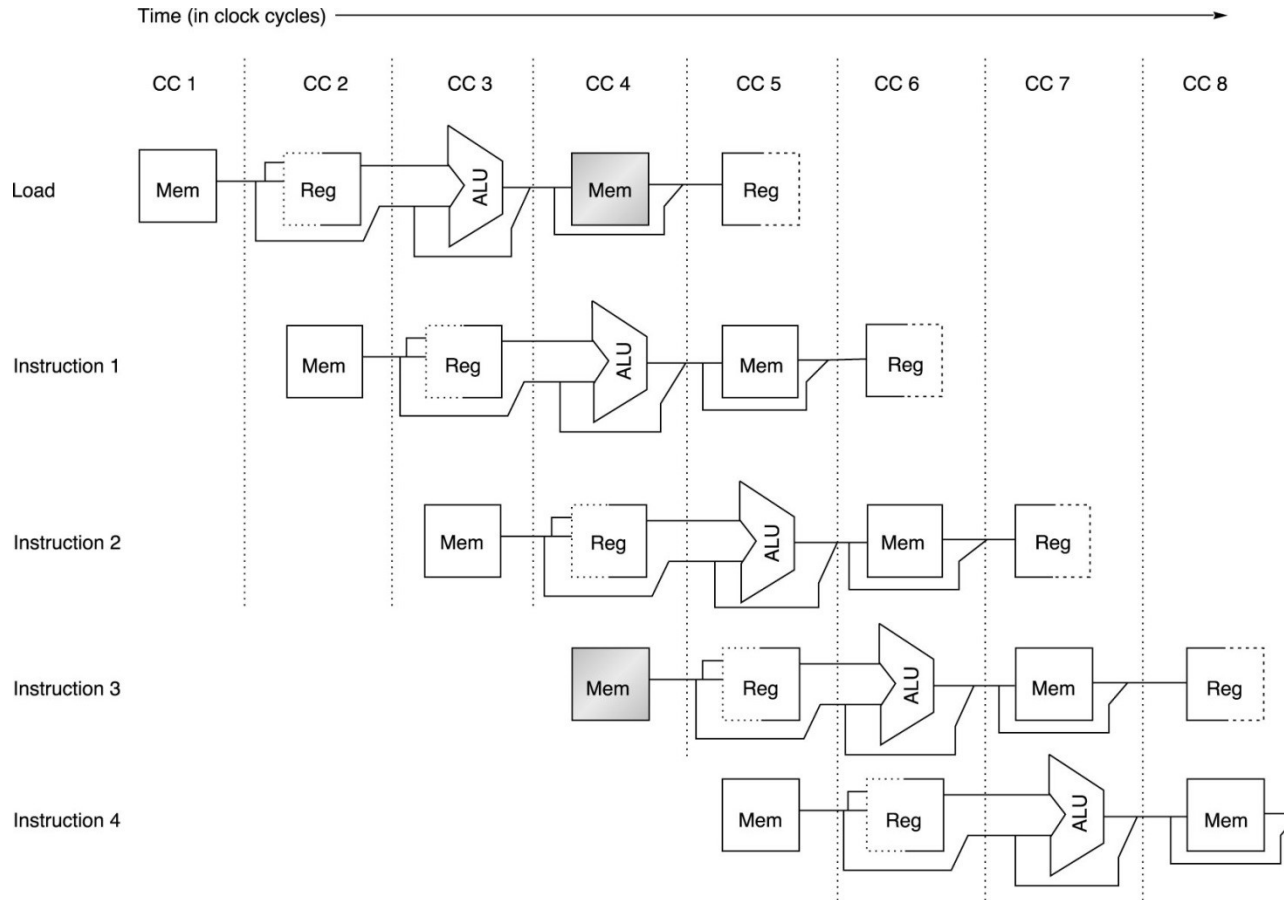 Time (in clock cycles)
CC 1 CC 2 CC 3 CC 4 CC 5 CC 6 CC 7 CC 8
Load Mem Reg ALU Mem Reg
Instruction 1 Mem Reg ALU Mem Reg
Instruction 2 Mem Reg ALU Mem Reg
Instruction 3 Mem Reg ALU Mem Reg
Instruction 4 Mem Reg ALU Mem